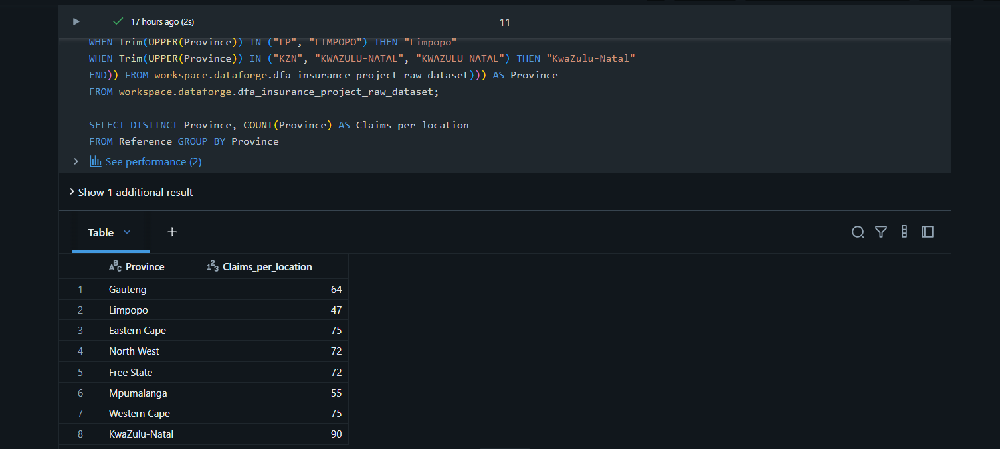 17 hours ago (2s)
11
WHEN Trim(UPPER(Province)) IN ("LP", "LIMPOPO") THEN "Limpopo"
WHEN Trim(UPPER(Province)) IN ("KZN", "KWAZULU-NATAL", "KWAZULU NATAL") THEN "KwaZulu-Natal"
END)) FROM workspace.dataforge.dfa_insurance_project_raw_dataset))) AS Province
FROM workspace.dataforge.dfa_insurance_project_raw_dataset;
SELECT DISTINCT Province, COUNT(Province) AS Claims_per_location
FROM Reference GROUP BY Province
See performance (2)
Show 1 additional result
Table
Province Claims_per_location
1 Gauteng 64
2 Limpopo 47
3 Eastern Cape 75
4 North West 72
5 Free State 72
6 Mpumalanga 55
7 Western Cape 75
8 KwaZulu-Natal 90